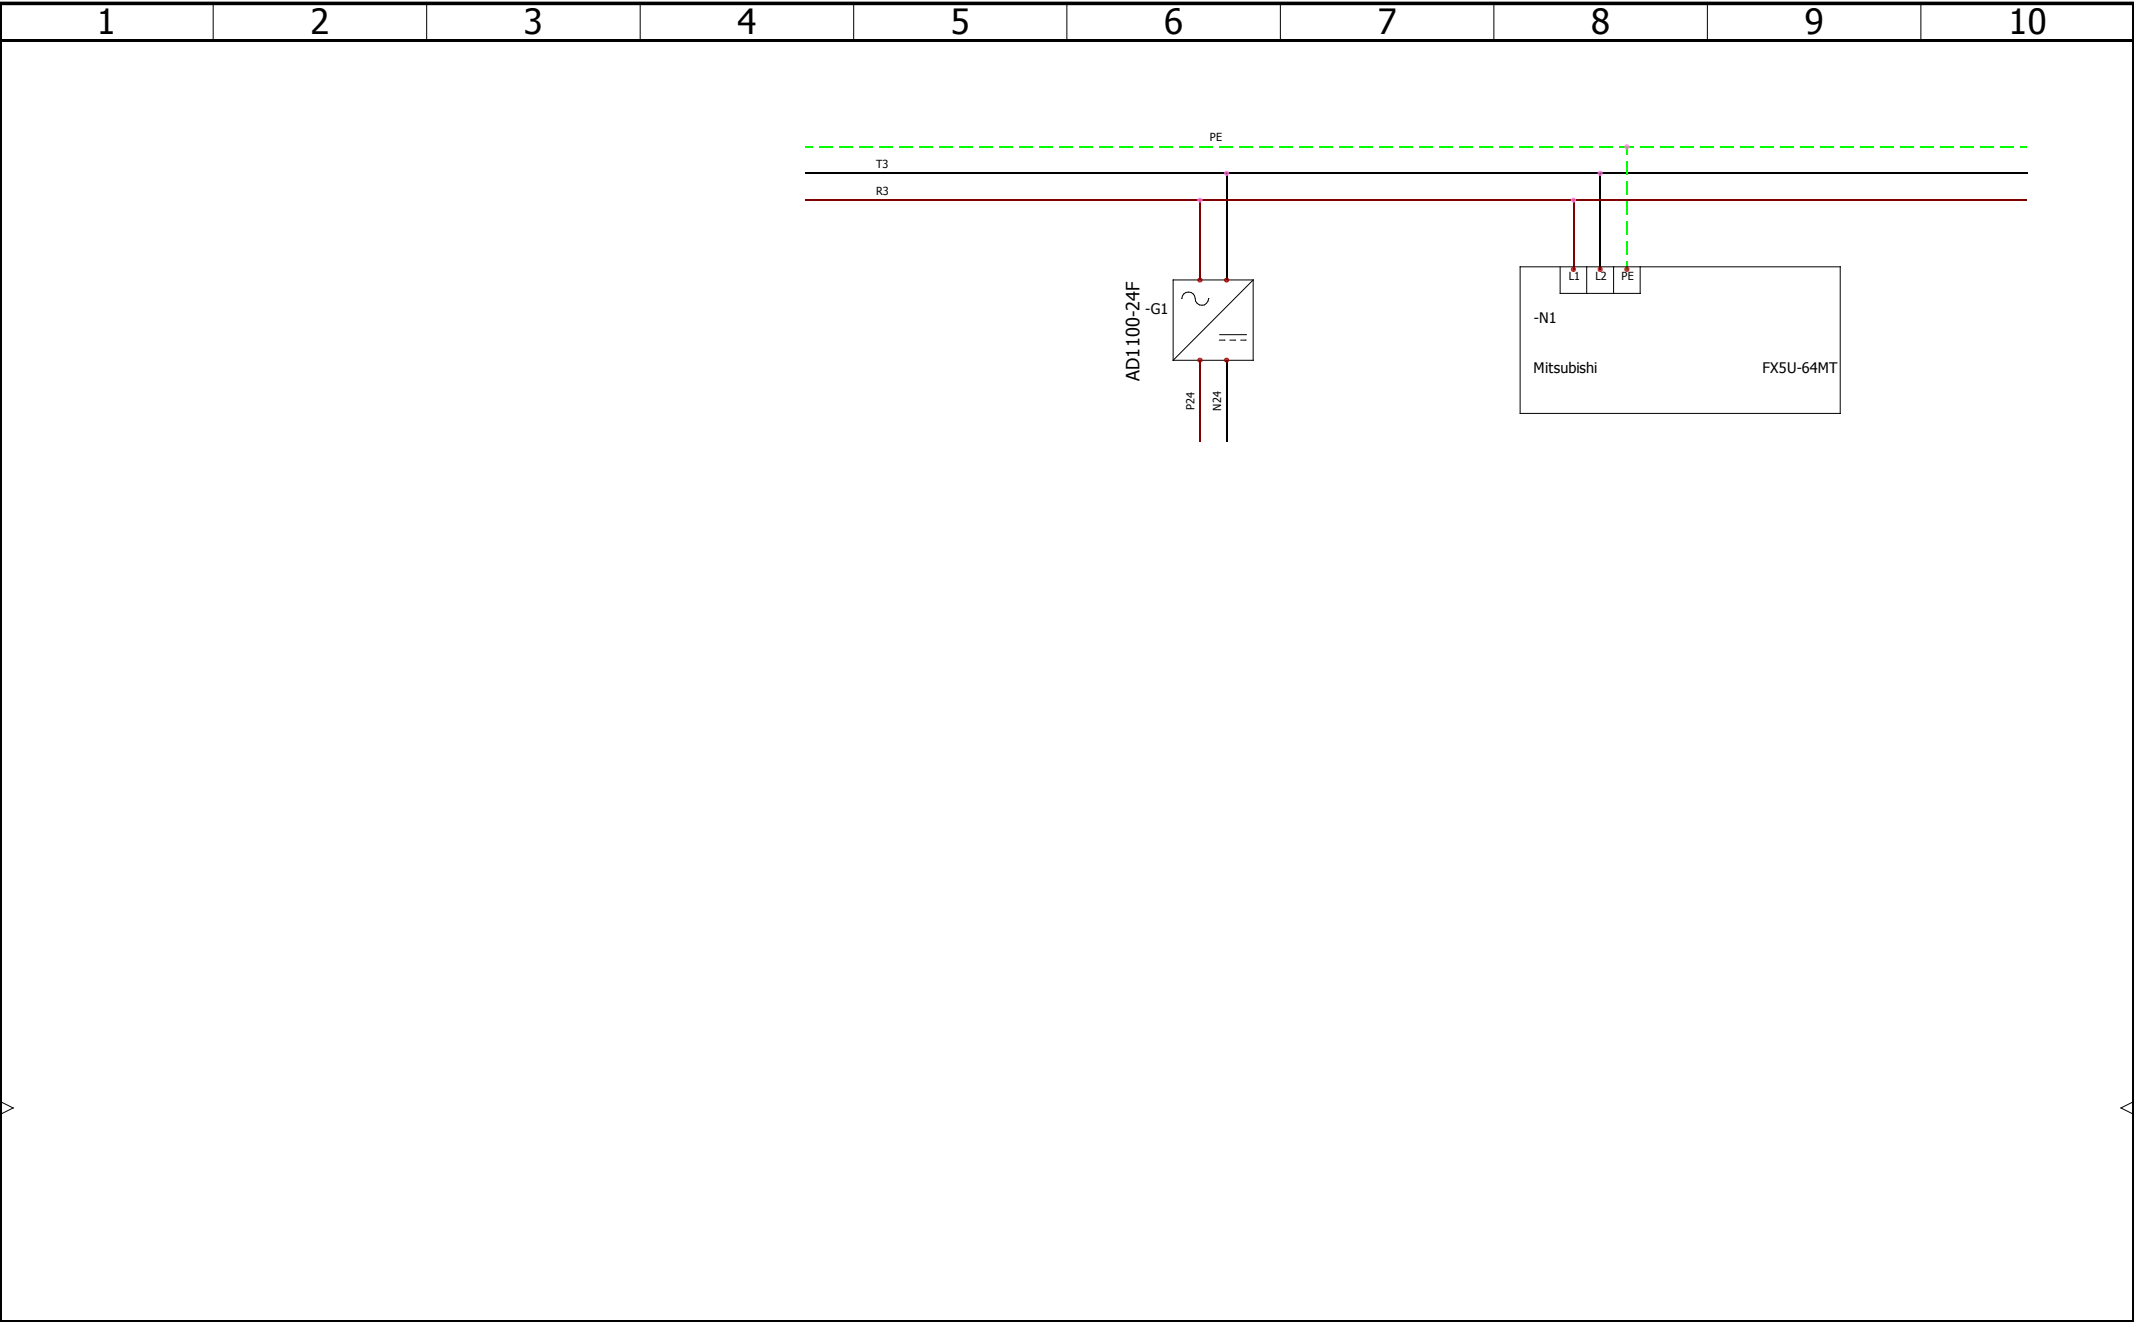 1 2 3 4 5 6 7 8 9 10
PE
T3
R3
L1 L2 PE
AD1100-24F
-G1
-N1
Mitsubishi FX5U-64MT
P24 N24